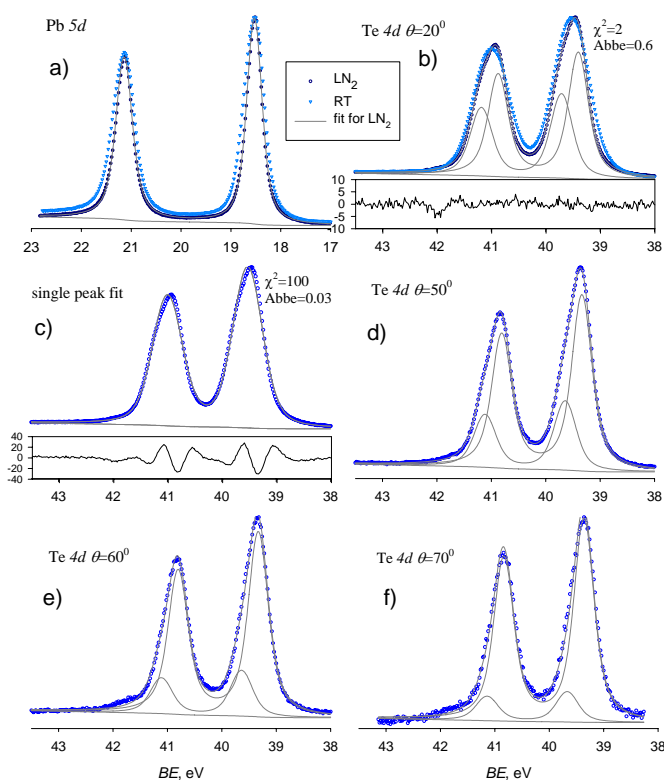 Pb 5d
a)
LN2
RT
fit for LN2
23 22 21 20 19 18 17
Te 4d θ=20⁰
b)
χ²=2
Abbe=0.6
10
5
0
-5
-10
43 42 41 40 39 38
single peak fit
c)
χ²=100
Abbe=0.03
40
20
0
-20
-40
43 42 41 40 39 38
Te 4d θ=50⁰
d)
43 42 41 40 39 38
Te 4d θ=60⁰
e)
43 42 41 40 39 38
BE, eV
Te 4d θ=70⁰
f)
43 42 41 40 39 38
BE, eV